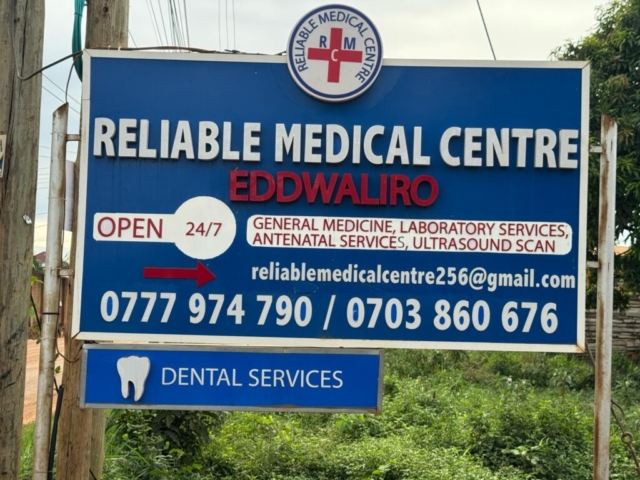 RELIABLE MEDICAL CENTRE
R M
C
RELIABLE MEDICAL CENTRE
EDDWALIRO
OPEN 24/7
GENERAL MEDICINE, LABORATORY SERVICES,
ANTENATAL SERVICES, ULTRASOUND SCAN
reliablemedicalcentre256@gmail.com
0777 974 790 / 0703 860 676
DENTAL SERVICES